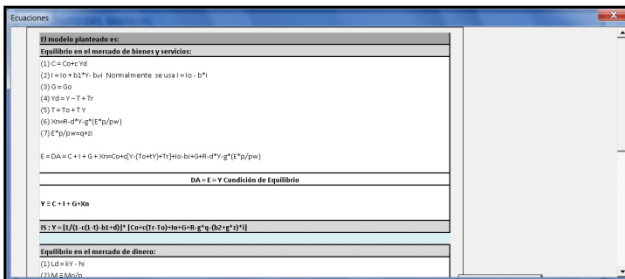 Ecuaciones
El modelo planteado es:
Equilibrio en el mercado de bienes y servicios:
(1) C = Co+c Yd
(2) I = Io + b1*Y- b2i Normalmente se usa I = Io - b*I
(3) G = Go
(4) Yd = Y – T + Tr
(5) T = To + T Y
(6) Xn=R-d*Y-g*(E*p/pw)
(7) E*p/pw=q+zi
E = DA = C + I + G + Xn=Co+c[Y-(To+tY)+Tr]+Io-bi+G+R-d*Y-g*(E*p/pw)
DA = E = Y Condición de Equilibrio
Y = C + I + G+Xn
IS : Y = [1/(1-c(1-t)-b1+d)]* [Co+c(Tr-To)+Io+G+R-g*q-(b2+g*z)*i]
Equilibrio en el mercado de dinero:
(1) Ld = kY - hi
(2) M = Mo/p